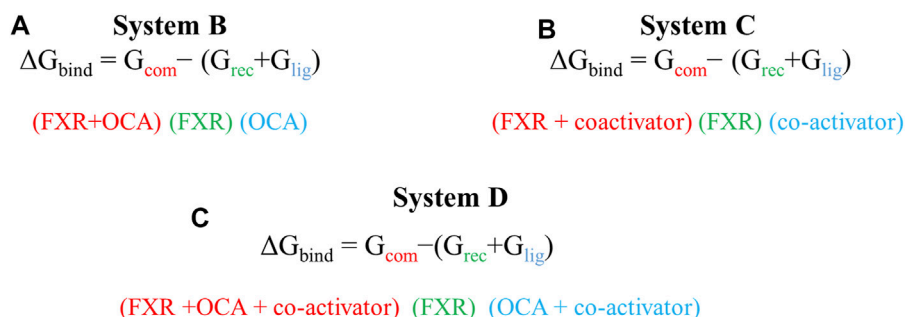 A System B
ΔGbind = Gcom− (Grec+Glig)
(FXR+OCA) (FXR) (OCA)
B System C
ΔGbind = Gcom− (Grec+Glig)
(FXR + coactivator) (FXR) (co-activator)
C System D
ΔGbind = Gcom−(Grec+Glig)
(FXR +OCA + co-activator) (FXR) (OCA + co-activator)